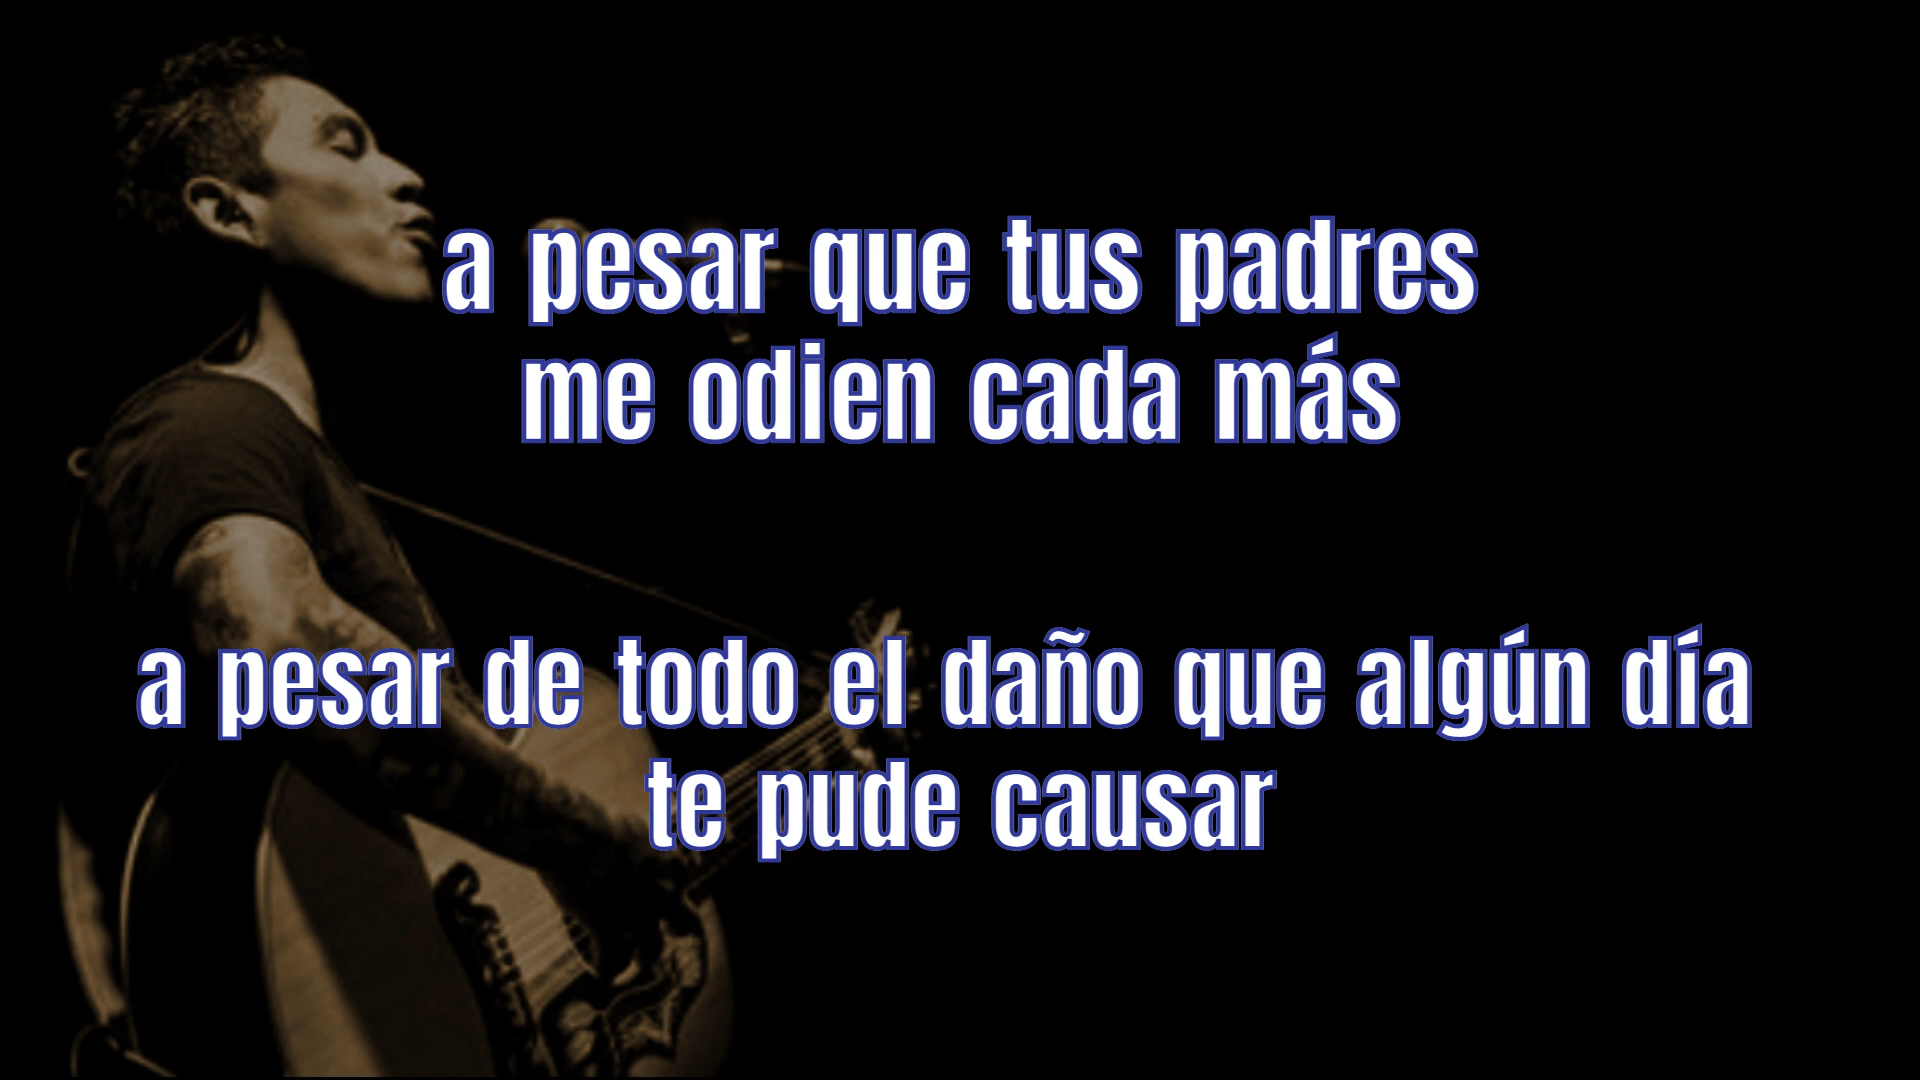 a pesar que tus padres
me odien cada más
a pesar de todo el daño que algún día
te pude causar